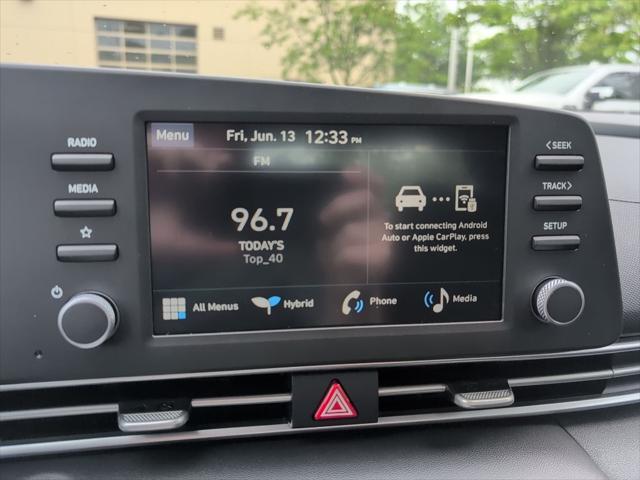 RADIO
MEDIA
Menu
Fri, Jun. 13 12:33 PM
FM
96.7
TODAY'S
Top_40
To start connecting Android
Auto or Apple CarPlay, press
this widget.
All Menus
Hybrid
Phone
Media
<SEEK
TRACK>
SETUP